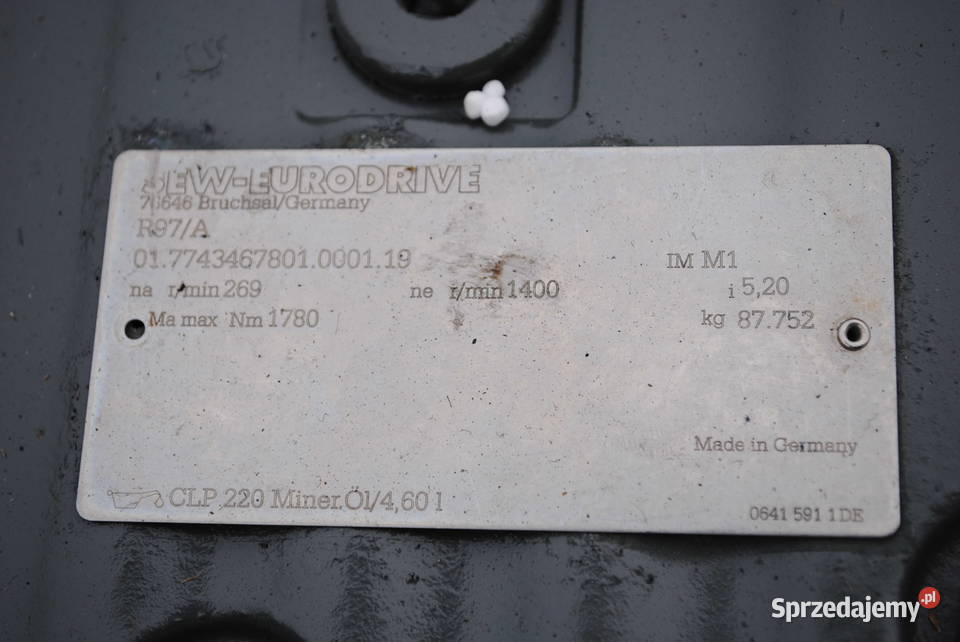 SEW-EURODRIVE
76646 Bruchsal/Germany
R97/A
01.7743467801.0001.19 IM M1
na r/min 269 ne r/min 1400 i 5,20
Ma max Nm 1780 kg 87.752
Made in Germany
CLP 220 Miner.Öl/4,60 l
0641 591 1 DE
Sprzedajemy.pl